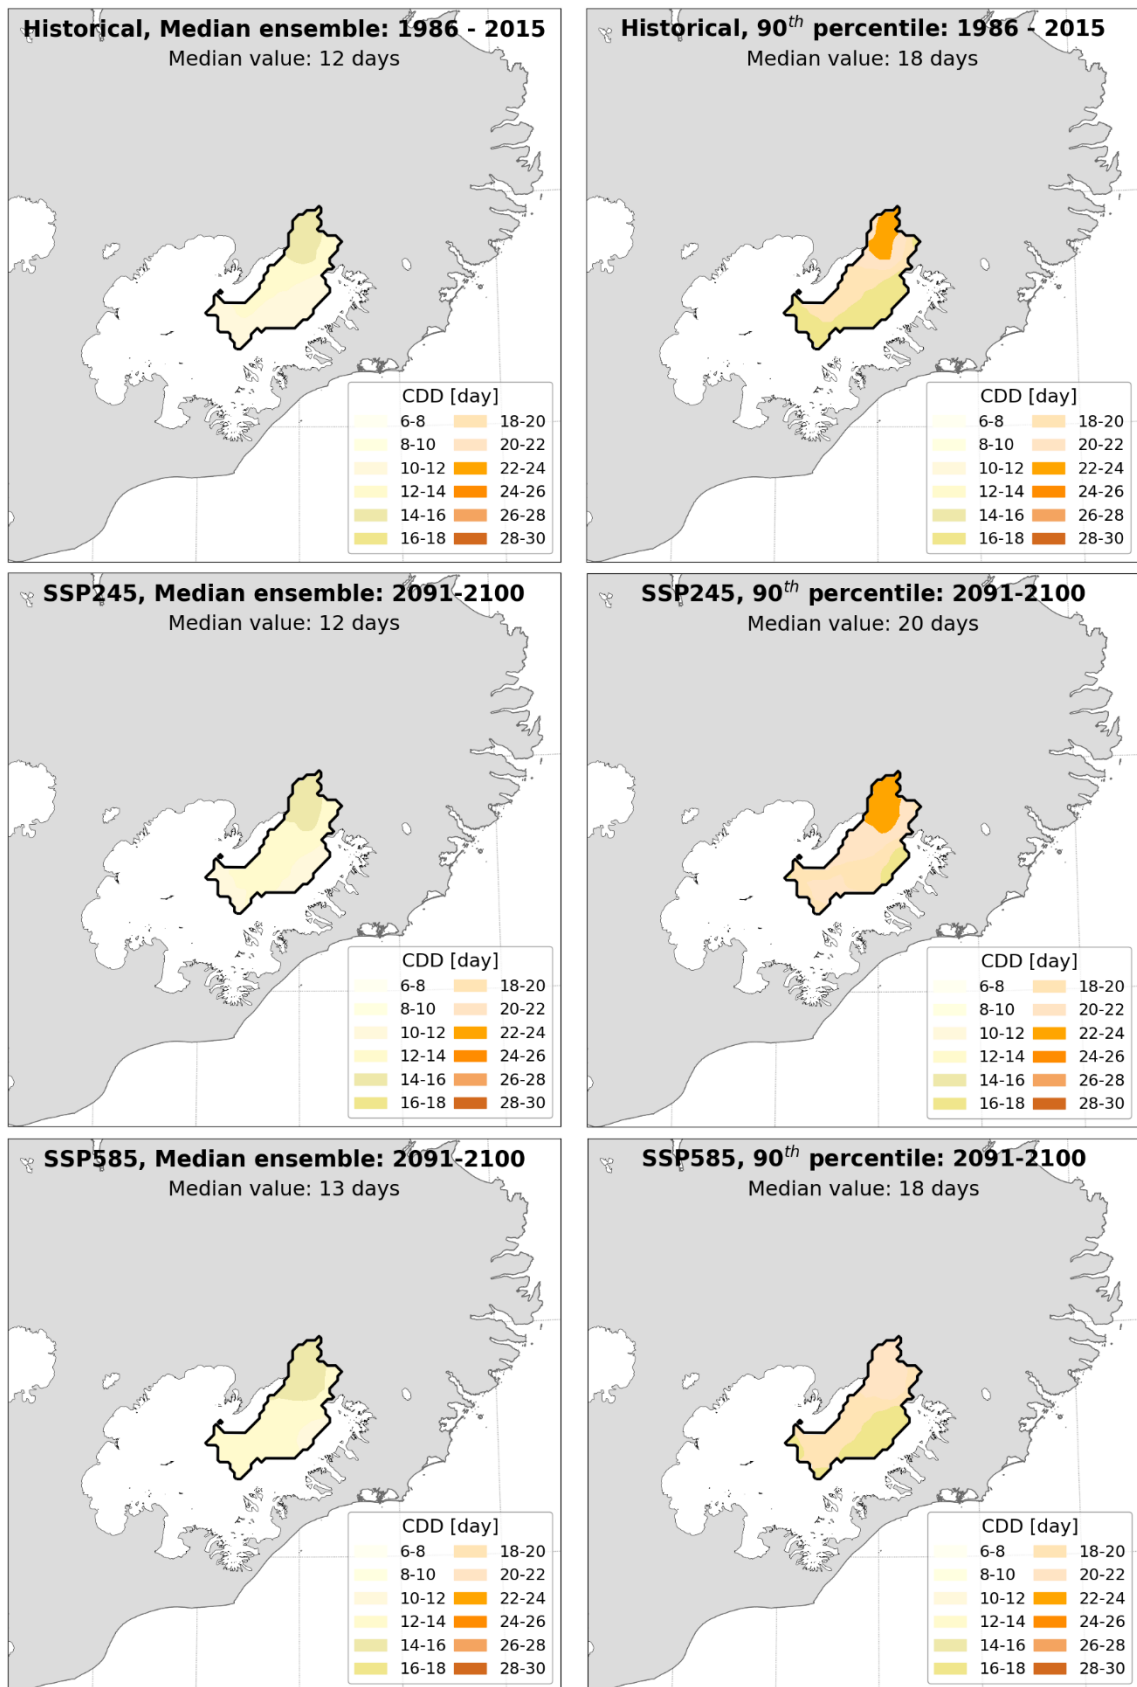 Historical, Median ensemble: 1986 - 2015
Median value: 12 days
CDD [day]
6-8 18-20
8-10 20-22
10-12 22-24
12-14 24-26
14-16 26-28
16-18 28-30
Historical, 90th percentile: 1986 - 2015
Median value: 18 days
CDD [day]
6-8 18-20
8-10 20-22
10-12 22-24
12-14 24-26
14-16 26-28
16-18 28-30
SSP245, Median ensemble: 2091-2100
Median value: 12 days
CDD [day]
6-8 18-20
8-10 20-22
10-12 22-24
12-14 24-26
14-16 26-28
16-18 28-30
SSP245, 90th percentile: 2091-2100
Median value: 20 days
CDD [day]
6-8 18-20
8-10 20-22
10-12 22-24
12-14 24-26
14-16 26-28
16-18 28-30
SSP585, Median ensemble: 2091-2100
Median value: 13 days
CDD [day]
6-8 18-20
8-10 20-22
10-12 22-24
12-14 24-26
14-16 26-28
16-18 28-30
SSP585, 90th percentile: 2091-2100
Median value: 18 days
CDD [day]
6-8 18-20
8-10 20-22
10-12 22-24
12-14 24-26
14-16 26-28
16-18 28-30